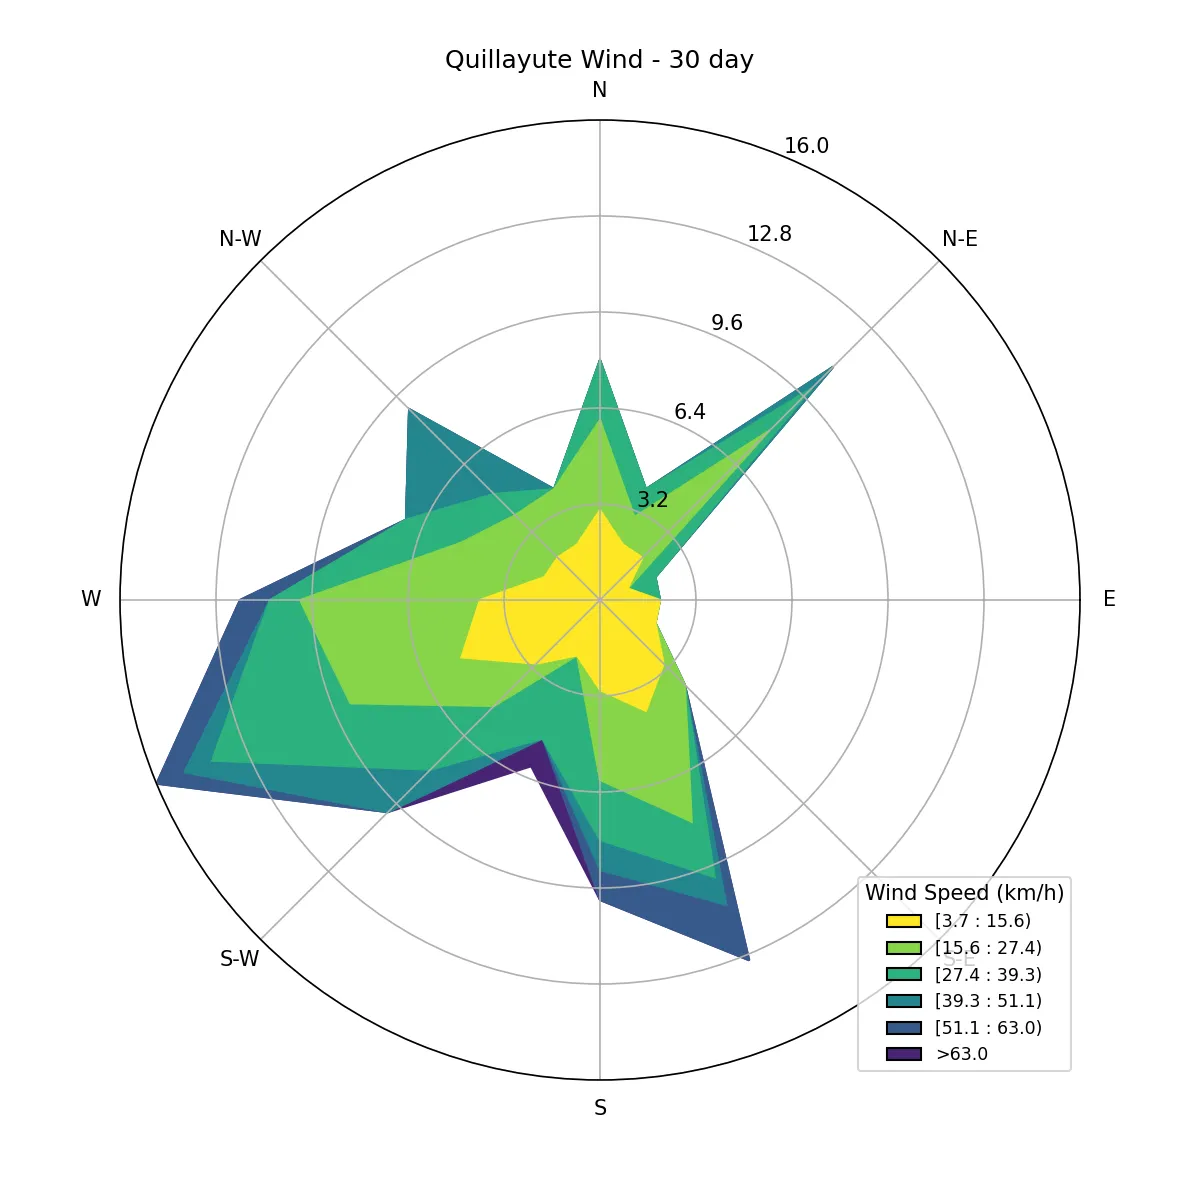 Quillayute Wind - 30 day
N
16.0
12.8
N-W
N-E
9.6
6.4
3.2
W
E
Wind Speed (km/h)
[3.7 : 15.6)
[15.6 : 27.4)
S-W
S-E
[27.4 : 39.3)
[39.3 : 51.1)
[51.1 : 63.0)
>63.0
S